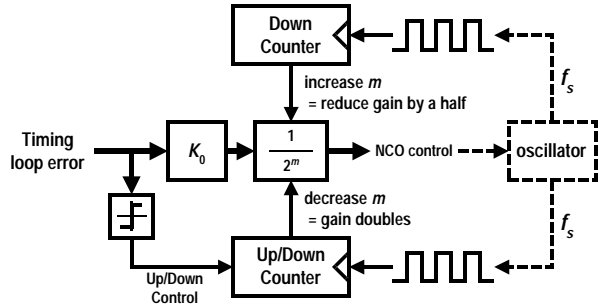 Down
Counter
increase m
= reduce gain by a half
f_s
Timing
loop error
K_0
1
2^m
NCO control
oscillator
decrease m
= gain doubles
f_s
Up/Down
Control
Up/Down
Counter